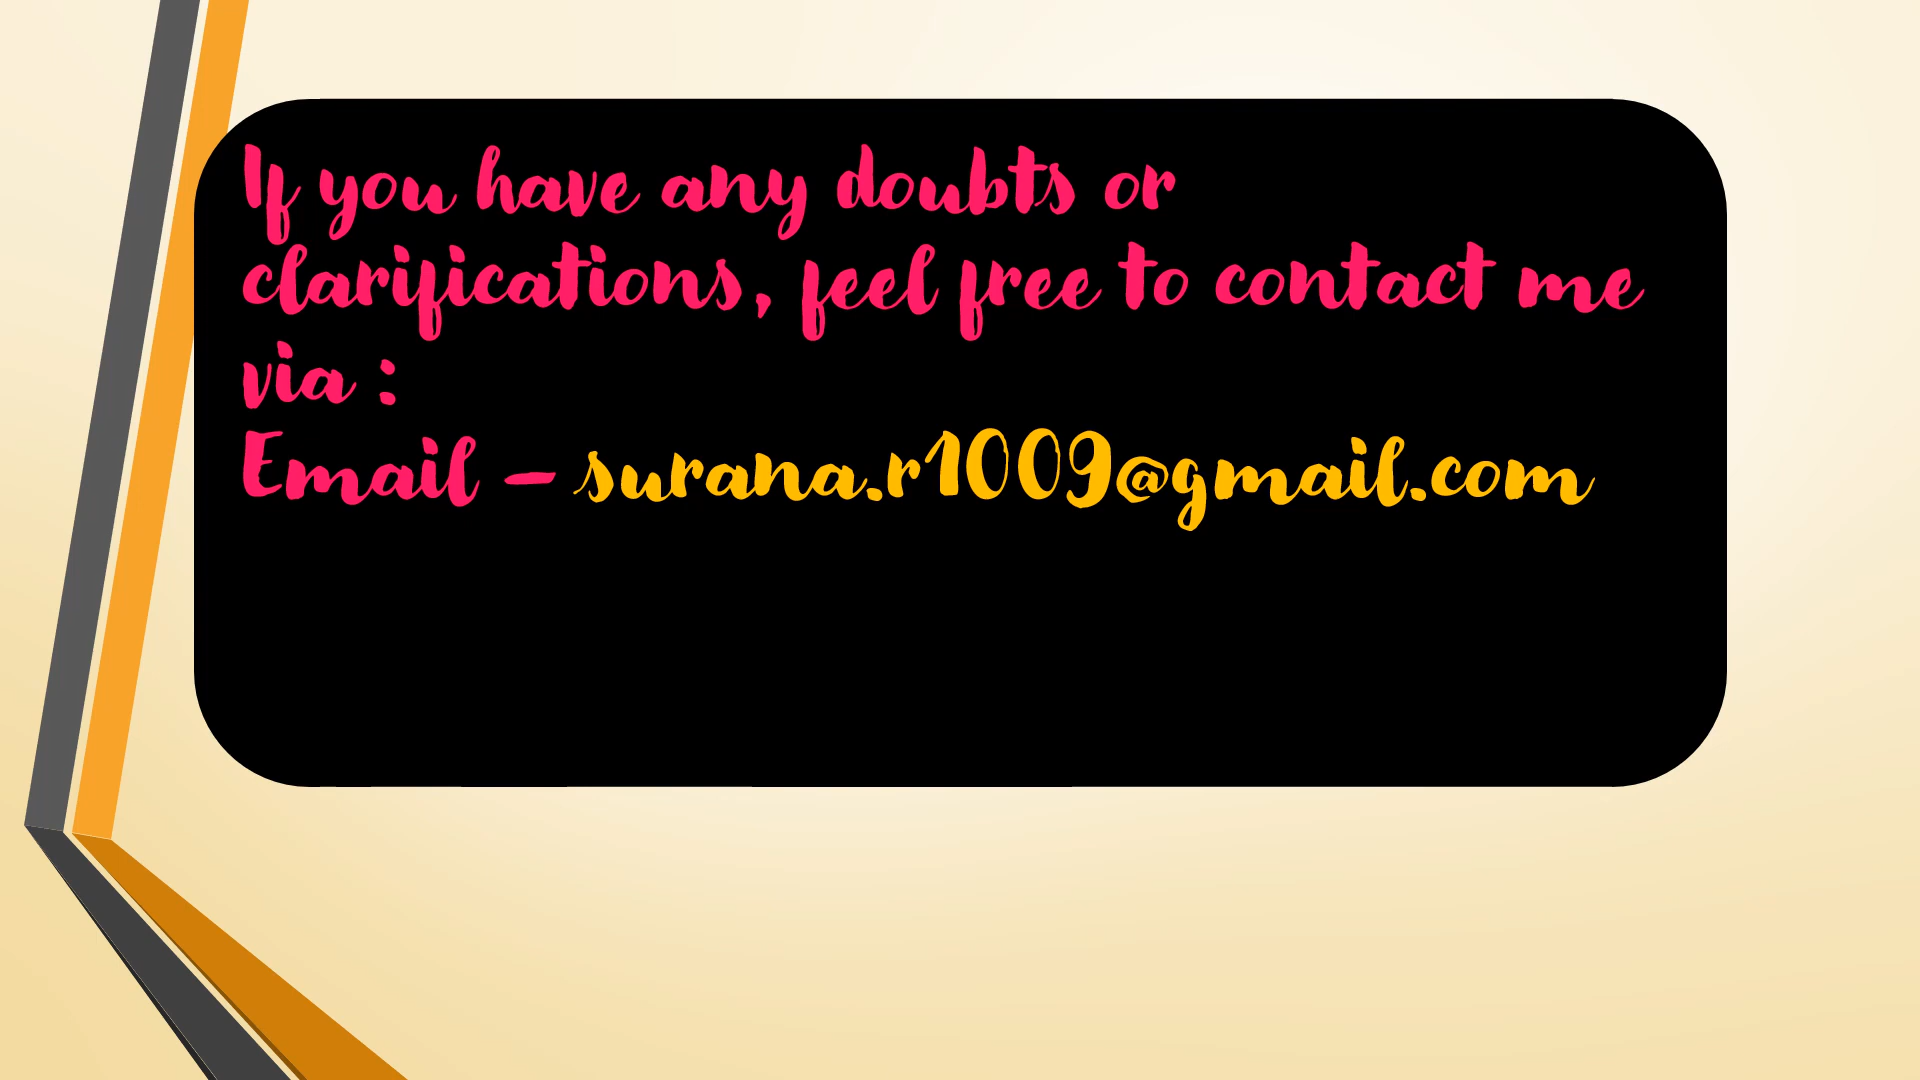 If you have any doubts or
clarifications, feel free to contact me
via :
Email – surana.r1009@gmail.com